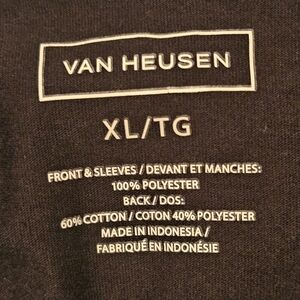 VAN HEUSEN
XL/TG
FRONT & SLEEVES / DEVANT ET MANCHES:
100% POLYESTER
BACK / DOS:
60% COTTON / COTON 40% POLYESTER
MADE IN INDONESIA /
FABRIQUÉ EN INDONÉSIE